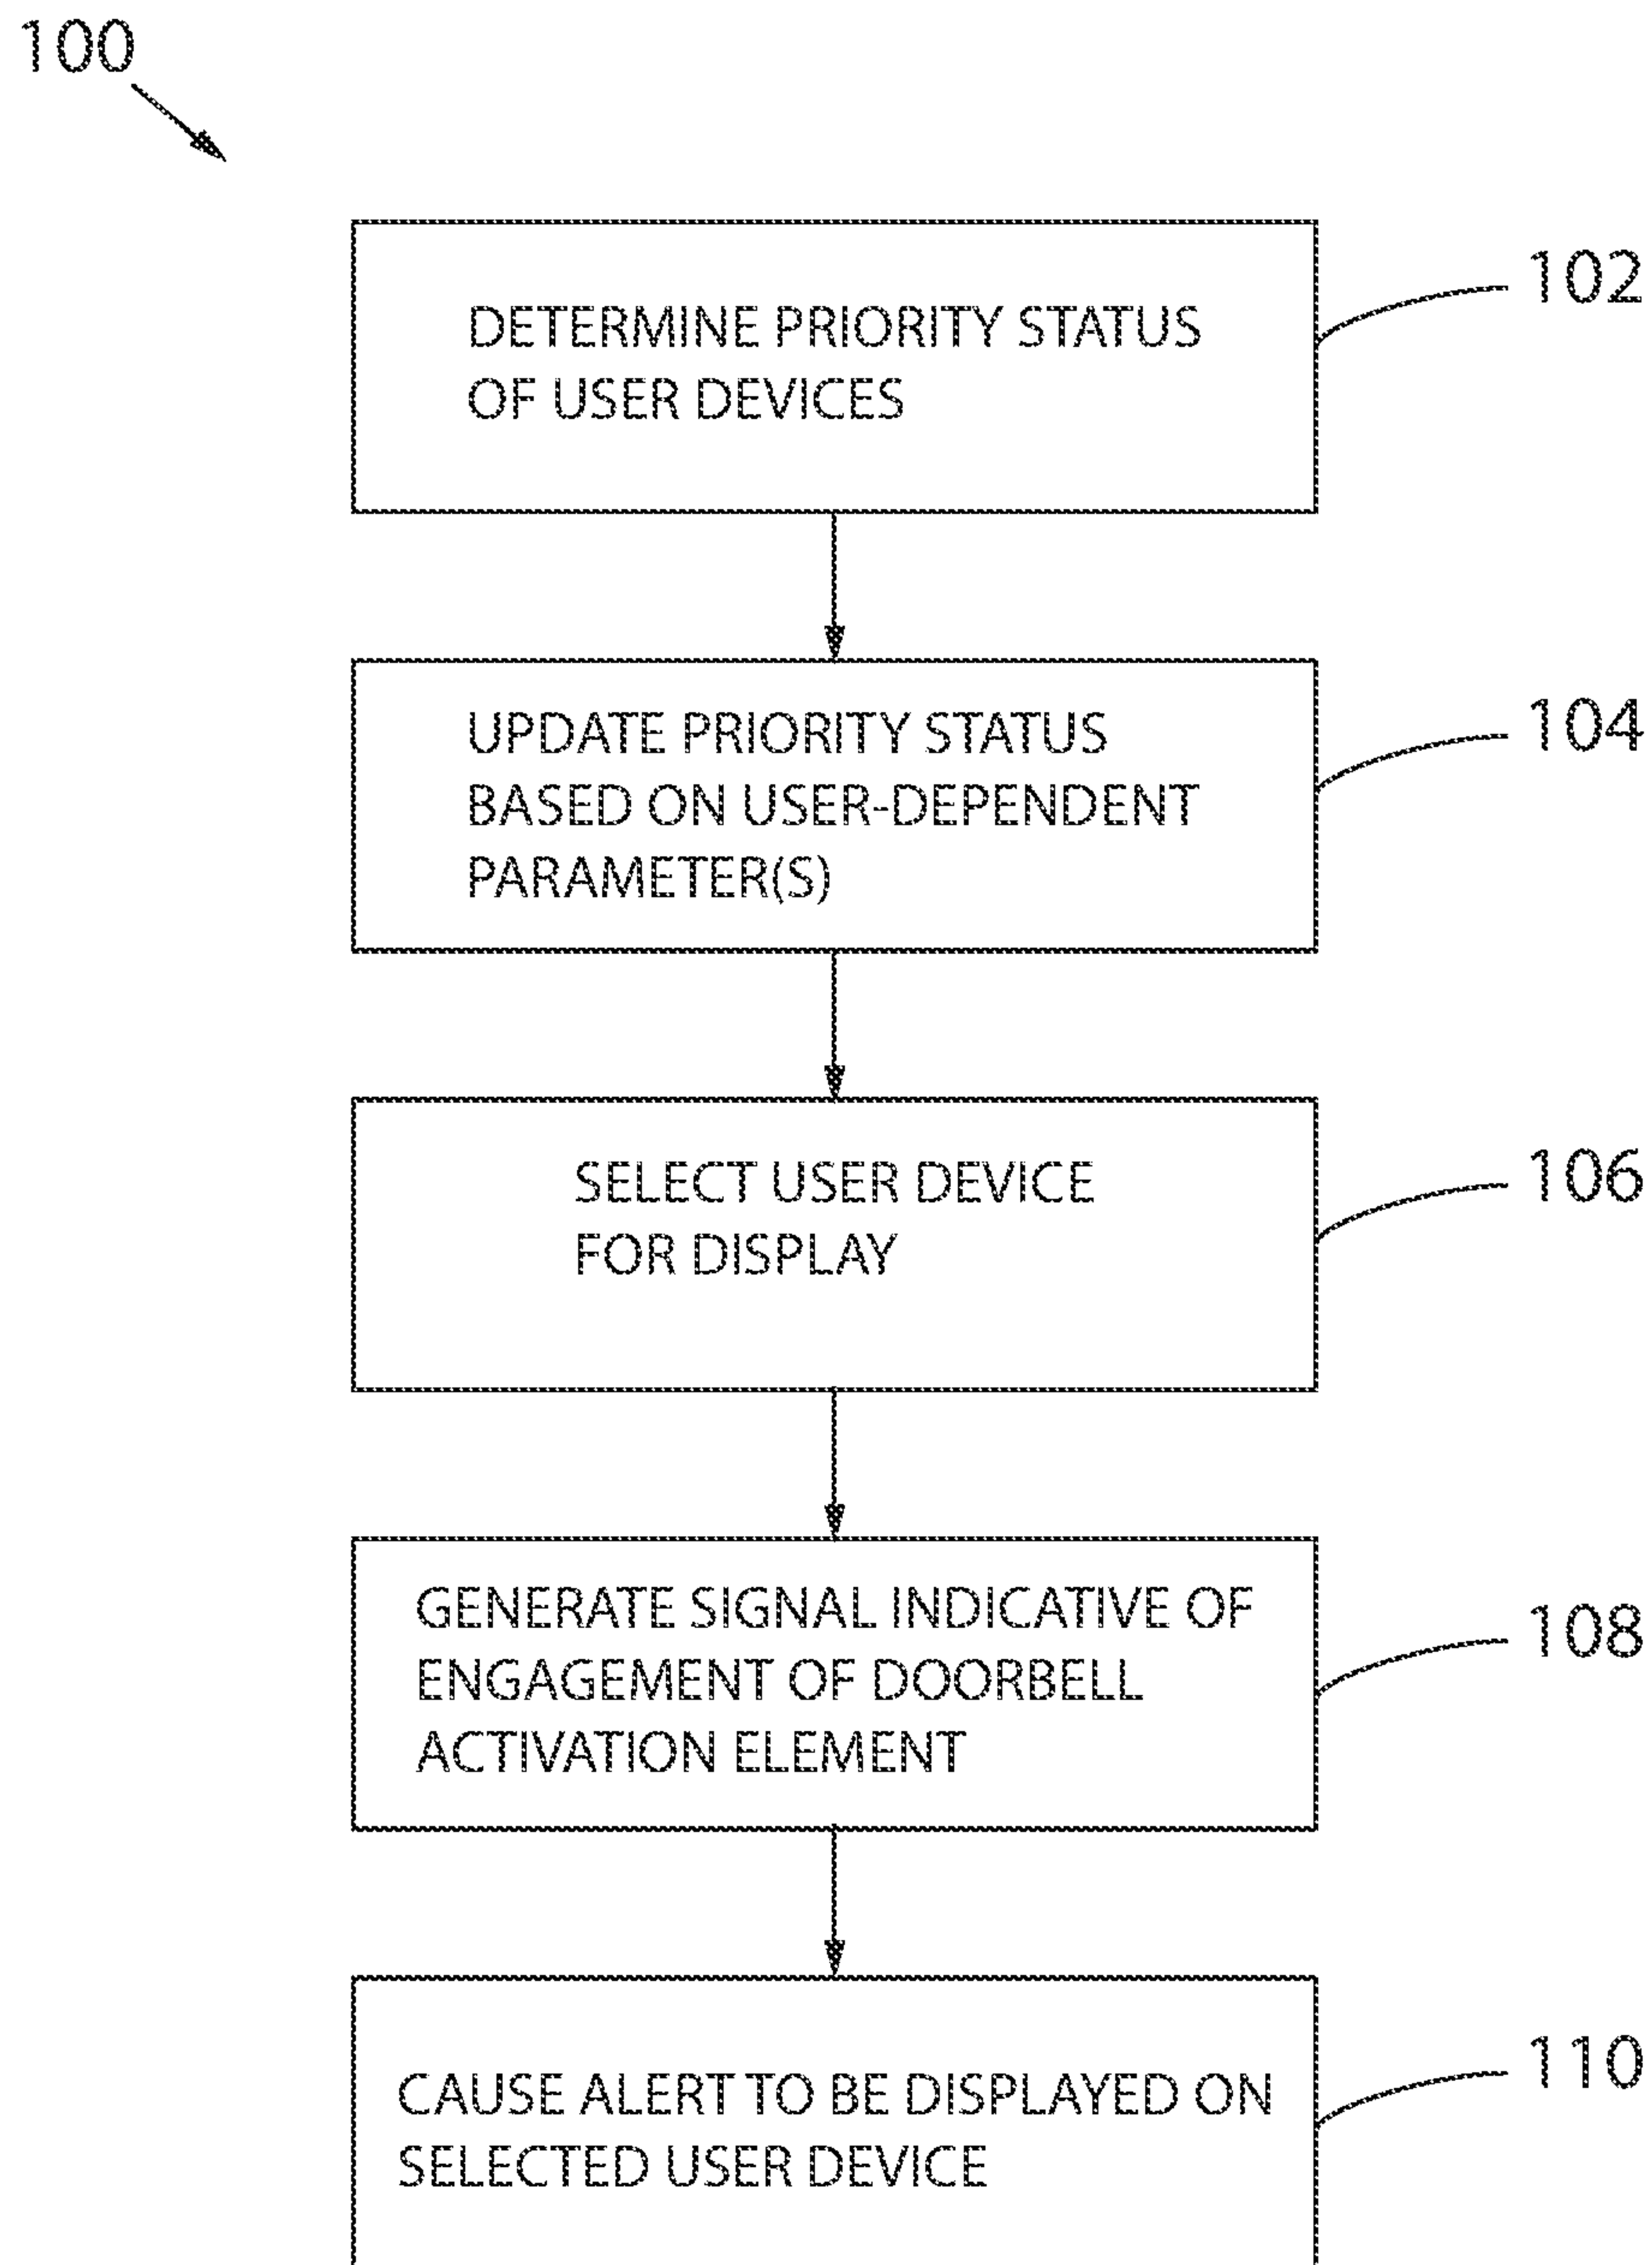 100
DETERMINE PRIORITY STATUS
OF USER DEVICES
102
UPDATE PRIORITY STATUS
BASED ON USER-DEPENDENT
PARAMETER(S)
104
SELECT USER DEVICE
FOR DISPLAY
106
GENERATE SIGNAL INDICATIVE OF
ENGAGEMENT OF DOORBELL
ACTIVATION ELEMENT
108
CAUSE ALERT TO BE DISPLAYED ON
SELECTED USER DEVICE
110